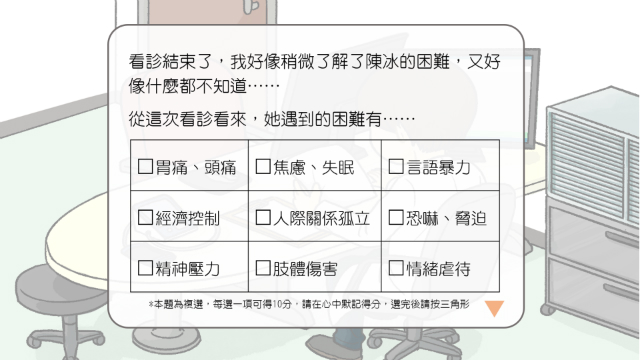 看診結束了，我好像稍微了解了陳冰的困難，又好
像什麼都不知道……
從這次看診看來，她遇到的困難有……
□胃痛、頭痛 □焦慮、失眠 □言語暴力
□經濟控制 □人際關係孤立 □恐嚇、脅迫
□精神壓力 □肢體傷害 □情緒虐待
*本題為複選，每選一項可得10分，請在心中默記得分，選完後請按三角形